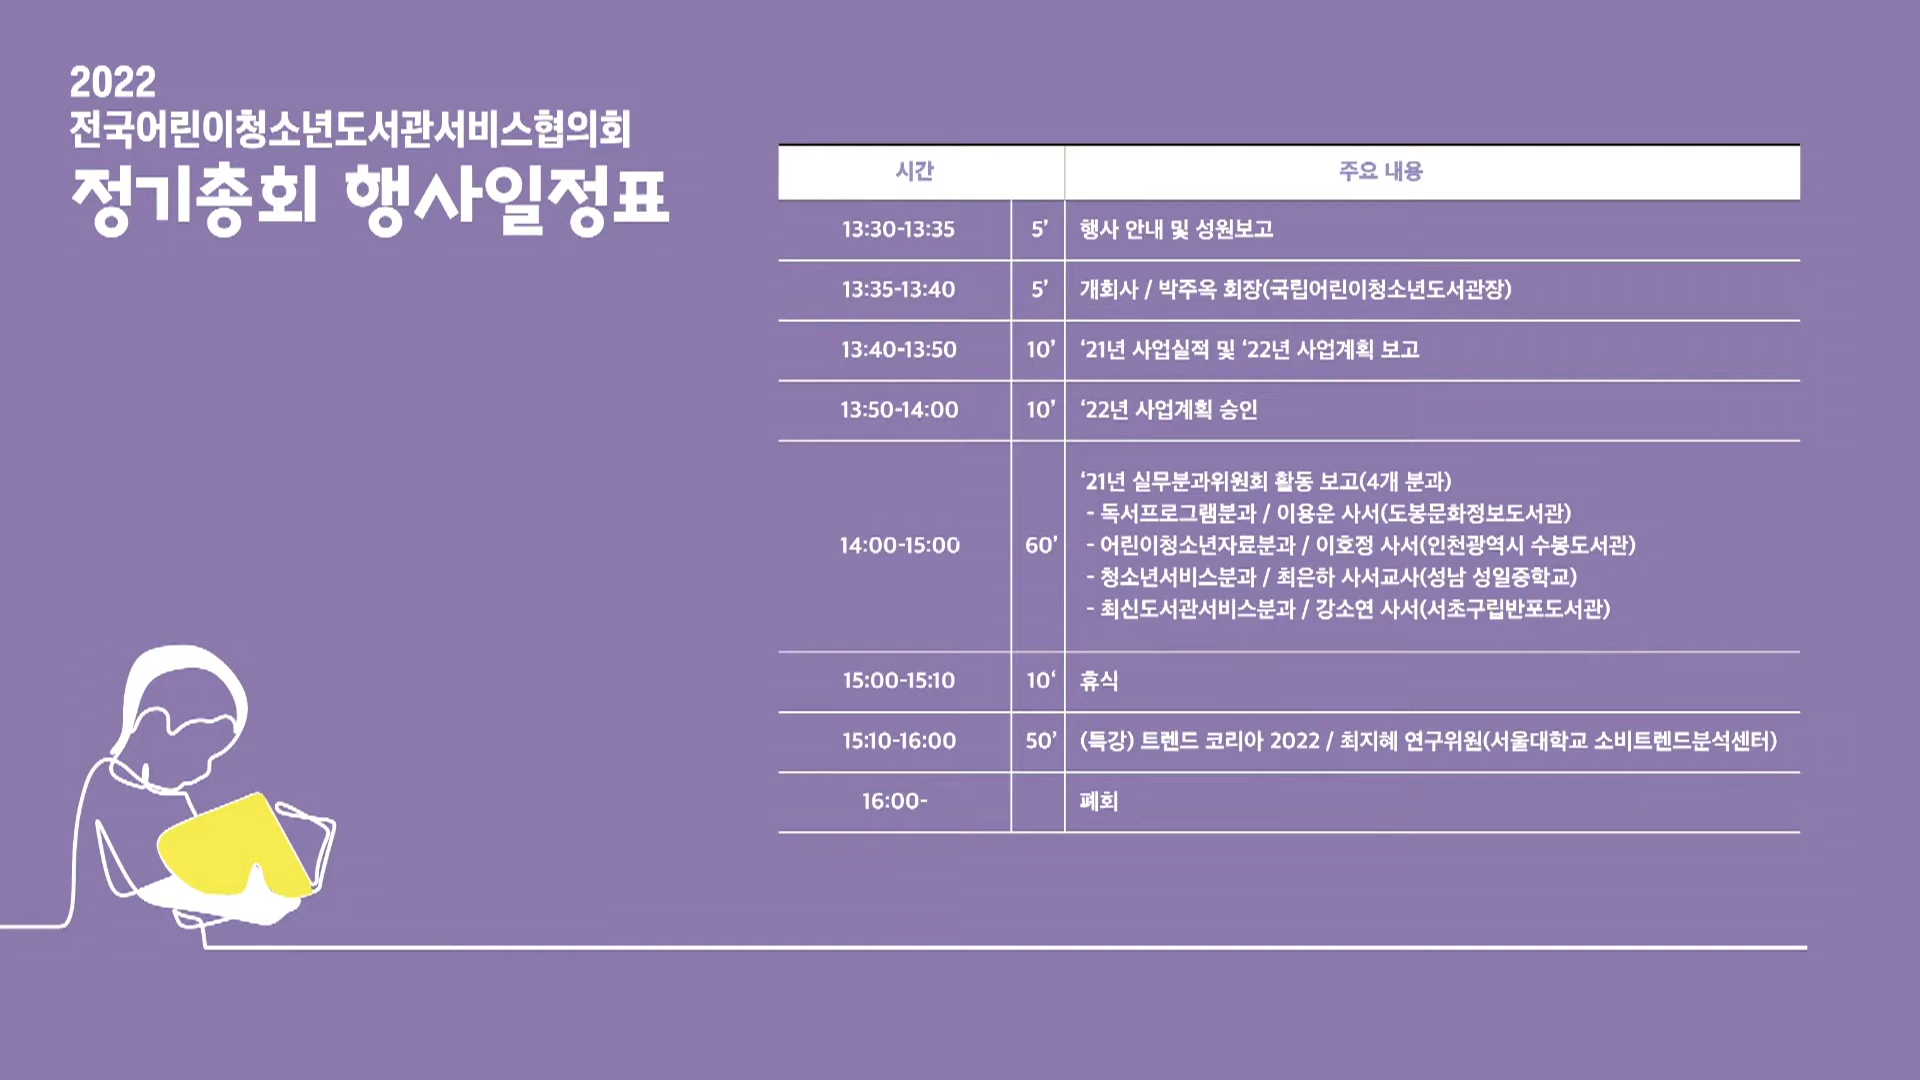 2022
전국어린이청소년도서관서비스협의회
정기총회 행사일정표
시간 주요 내용
13:30-13:35 5’ 행사 안내 및 성원보고
13:35-13:40 5’ 개회사 / 박주옥 회장(국립어린이청소년도서관장)
13:40-13:50 10’ ‘21년 사업실적 및 ‘22년 사업계획 보고
13:50-14:00 10’ ‘22년 사업계획 승인
14:00-15:00 60’ ‘21년 실무분과위원회 활동 보고(4개 분과)
- 독서프로그램분과 / 이용운 사서(도봉문화정보도서관)
- 어린이청소년자료분과 / 이호정 사서(인천광역시 수봉도서관)
- 청소년서비스분과 / 최은하 사서교사(성남 성일중학교)
- 최신도서관서비스분과 / 강소연 사서(서초구립반포도서관)
15:00-15:10 10‘ 휴식
15:10-16:00 50’ (특강) 트렌드 코리아 2022 / 최지혜 연구위원(서울대학교 소비트렌드분석센터)
16:00- 폐회